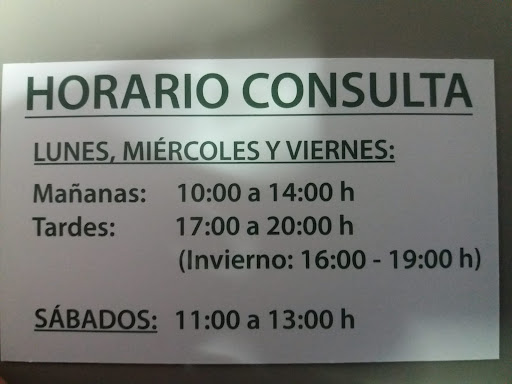 HORARIO CONSULTA
LUNES, MIÉRCOLES Y VIERNES:
Mañanas: 10:00 a 14:00 h
Tardes: 17:00 a 20:00 h
(Invierno: 16:00 - 19:00 h)
SÁBADOS: 11:00 a 13:00 h